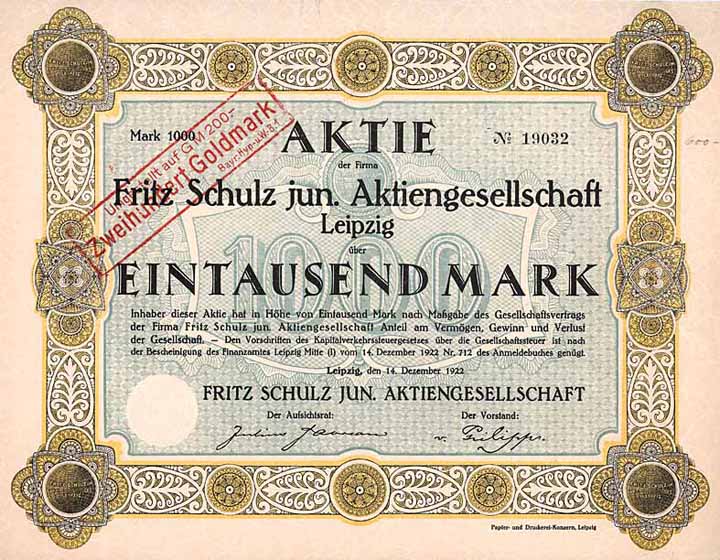 Mark 1000
AKTIE
№ 19032
auf GM 200.-
Zweihundert Goldmark
der Firma
Fritz Schulz jun. Aktiengesellschaft
Leipzig
über
1000
EINTAUSEND MARK
Inhaber dieser Aktie hat in Höhe von Eintausend Mark nach Maßgabe des Gesellschaftsvertrags
der Firma Fritz Schulz jun. Aktiengesellschaft Anteil am Vermögen, Gewinn und Verlust
der Gesellschaft. – Den Vorschriften des Kapitalverkehrssteuergesetzes über die Gesellschaftssteuer ist nach
der Bescheinigung des Finanzamtes Leipzig Mitte (I) vom 14. Dezember 1922 Nr. 712 des Anmeldebuches genügt.
Leipzig, den 14. Dezember 1922
FRITZ SCHULZ JUN. AKTIENGESELLSCHAFT
Der Aufsichtsrat:
Der Vorstand:
Julius
v. Philipp.
Papier- und Druckerei-Konzern, Leipzig